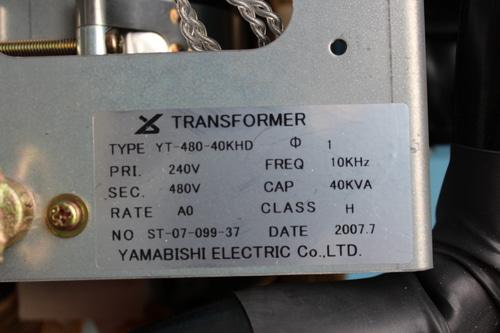 TRANSFORMER
TYPE YT-480-40KHD Φ 1
PRI. 240V FREQ 10KHz
SEC. 480V CAP 40KVA
RATE A0 CLASS H
NO ST-07-099-37 DATE 2007.7
YAMABISHI ELECTRIC Co.,LTD.